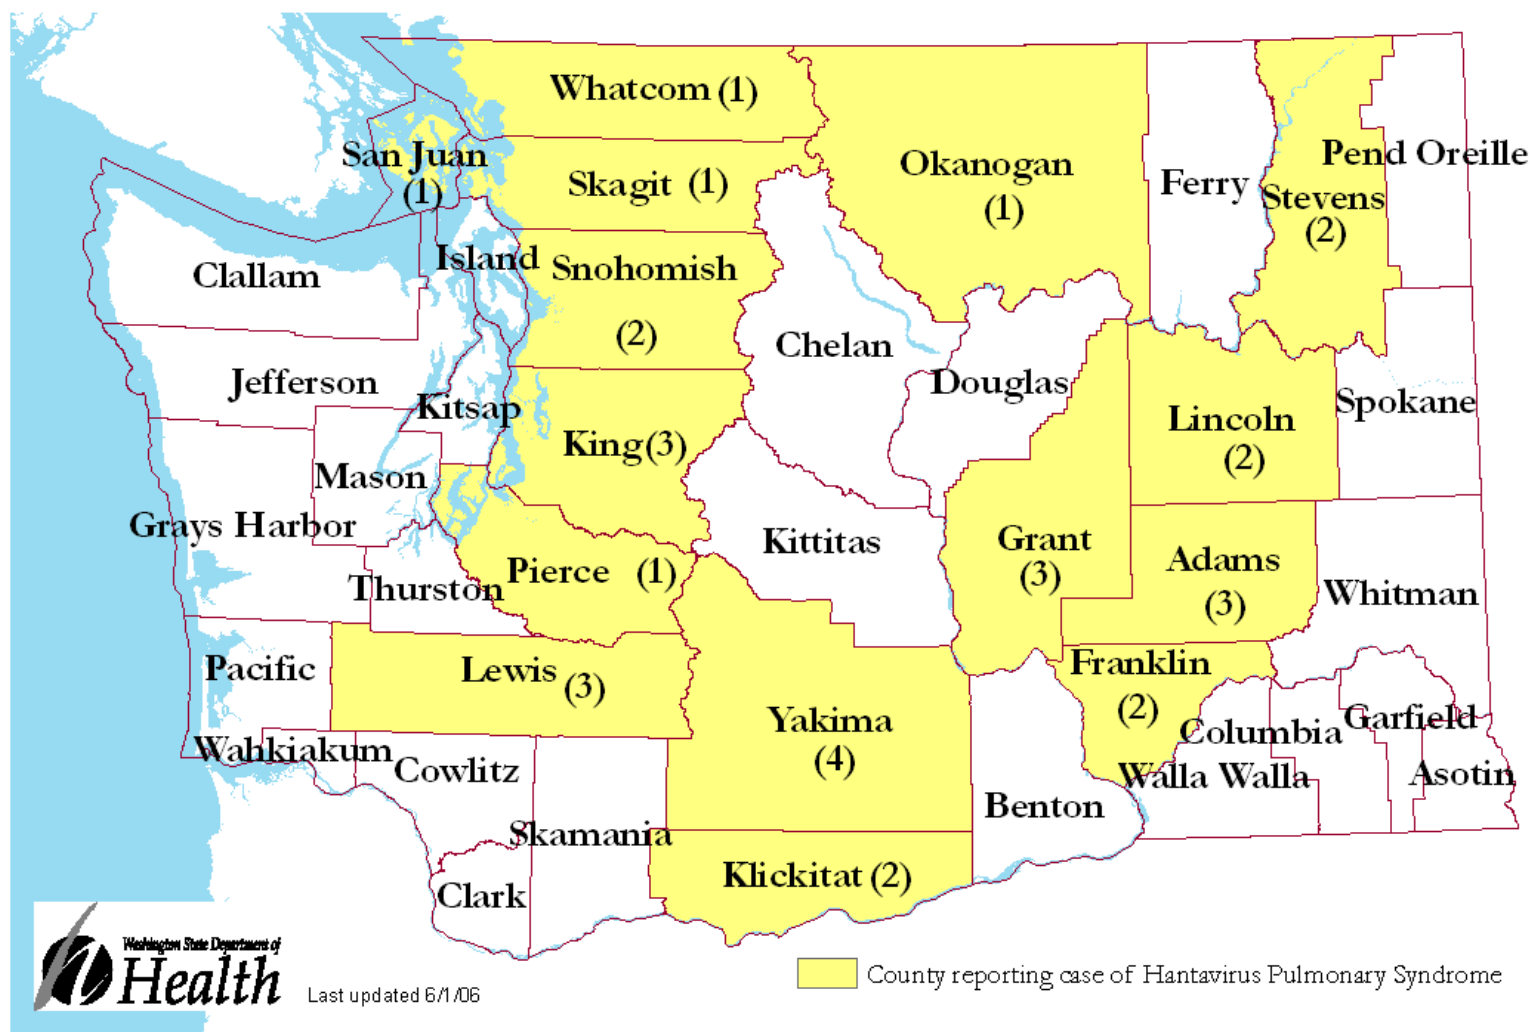 Whatcom (1)
San Juan
(1)
Skagit (1)
Okanogan
(1)
Ferry
Pend Oreille
Stevens
(2)
Clallam
Island
Snohomish
(2)
Chelan
Douglas
Jefferson
Kitsap
King (3)
Lincoln
(2)
Spokane
Mason
Grays Harbor
Kittitas
Grant
(3)
Adams
(3)
Whitman
Thurston
Pierce (1)
Pacific
Lewis (3)
Yakima
(4)
Franklin
(2)
Columbia
Garfield
Wahkiakum
Cowlitz
Walla Walla
Asotin
Skamania
Benton
Clark
Klickitat (2)
Washington State Department of
Health
Last updated 6/1/06
County reporting case of Hantavirus Pulmonary Syndrome